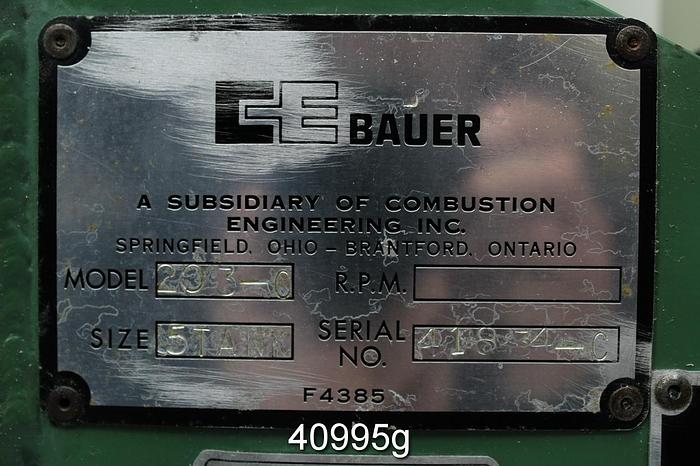 CE BAUER
A SUBSIDIARY OF COMBUSTION
ENGINEERING, INC.
SPRINGFIELD, OHIO – BRANTFORD, ONTARIO
MODEL R.P.M.
SIZE SERIAL NO.
F4385
40995g